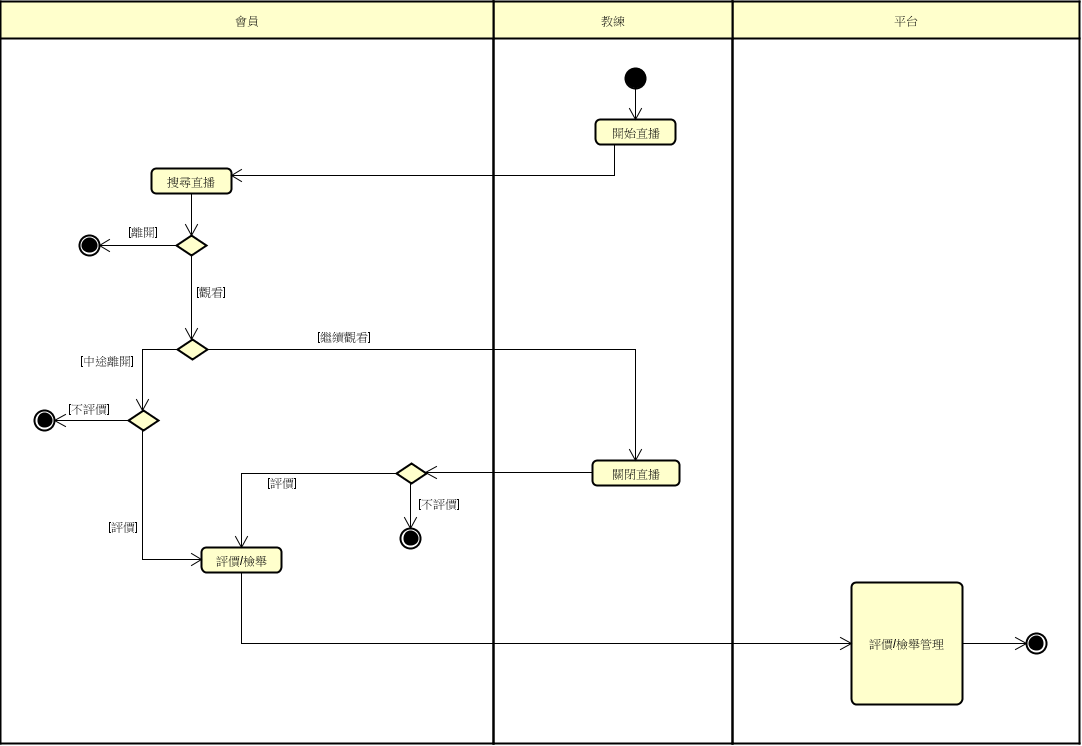 會員
教練
平台
開始直播
搜尋直播
[離開]
[觀看]
[繼續觀看]
[中途離開]
[不評價]
關閉直播
[評價]
[不評價]
[評價]
評價/檢舉
評價/檢舉管理